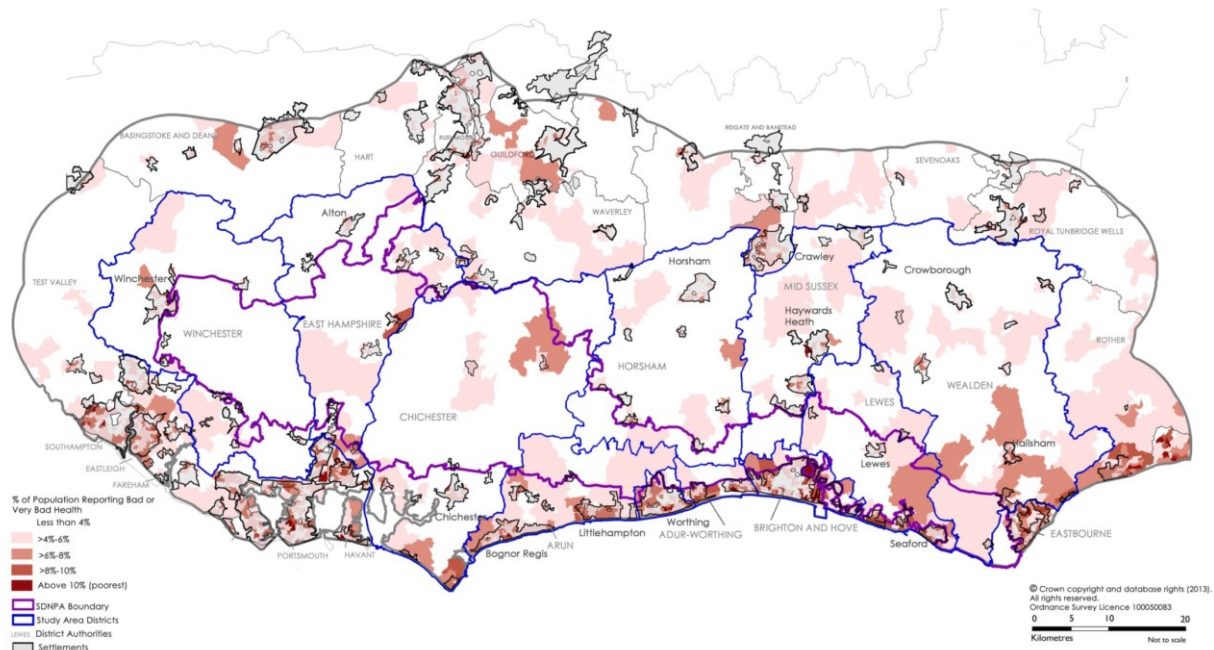 REIGATE AND BANSTEAD
BASINGSTOKE AND DEANE
RUSHMOOR
HART
GUILDFORD
SEVENOAKS
Alton
WAVERLEY
ROYAL TUNBRIDGE WELLS
Horsham
Crawley
Crowborough
TEST VALLEY
Winchester
MID SUSSEX
EAST HAMPSHIRE
Haywards
Heath
WINCHESTER
ROTHER
HORSHAM
WEALDEN
CHICHESTER
LEWES
Hailsham
SOUTHAMPTON
Lewes
EASTLEIGH
FAREHAM
% of Population Reporting Bad or
Very Bad Health
Less than 4%
>4%-6%
>6%-8%
>8%-10%
Above 10% (poorest)
SDNPA Boundary
Study Area Districts
LEWES District Authorities
Settlements
Chichester
Worthing
BRIGHTON AND HOVE
Littlehampton
ADUR-WORTHING
EASTBOURNE
Seaford
ARUN
Bognor Regis
PORTSMOUTH
HAVANT
© Crown copyright and database rights (2013).
All rights reserved.
Ordnance Survey Licence 100050083
0 5 10 20
Kilometres
Not to scale